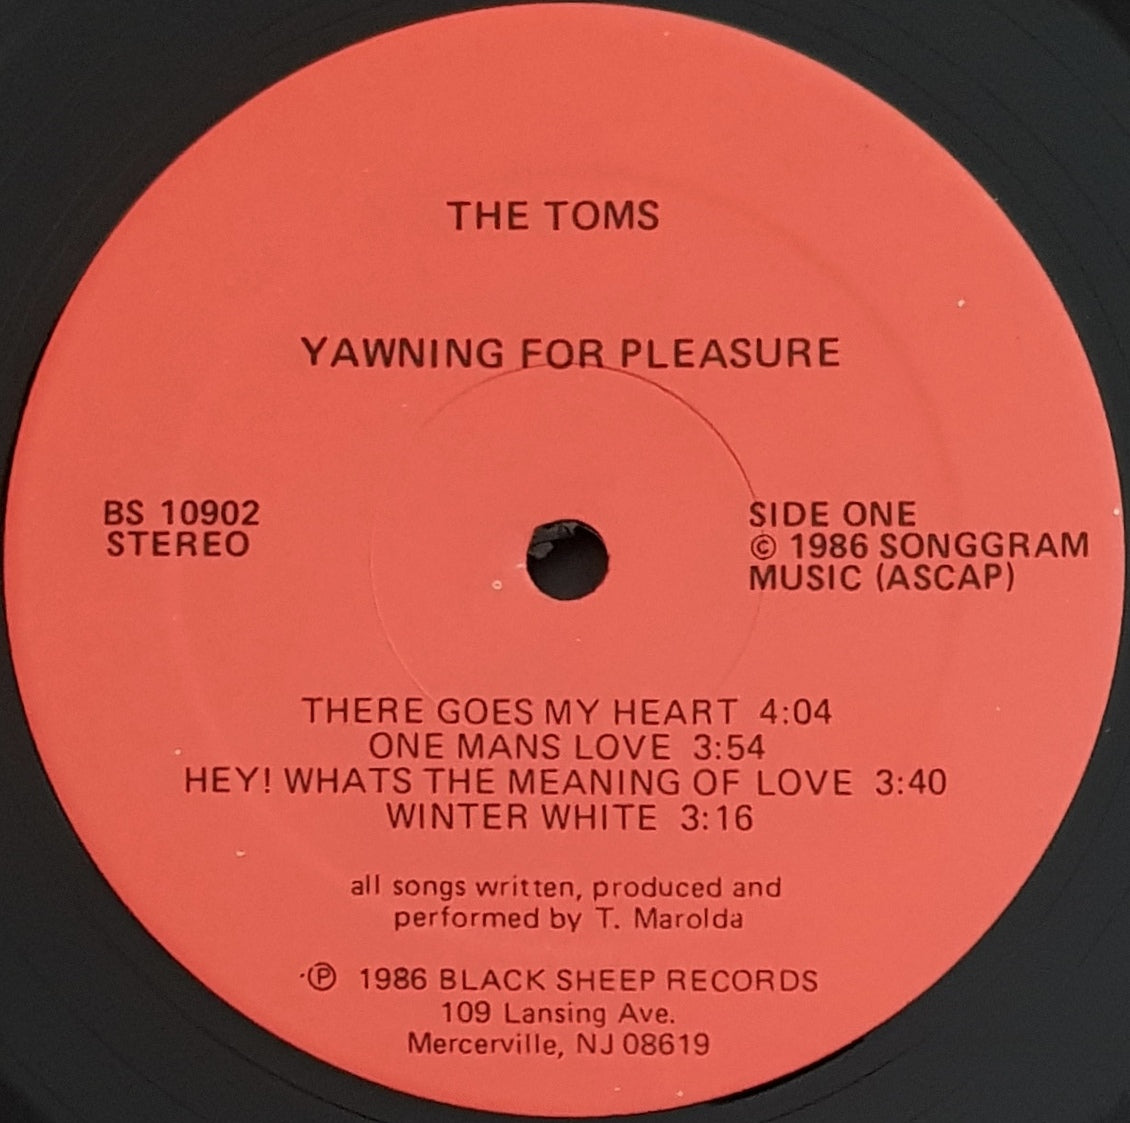 THE TOMS
YAWNING FOR PLEASURE
BS 10902
STEREO
SIDE ONE
© 1986 SONGGRAM
MUSIC (ASCAP)
THERE GOES MY HEART 4:04
ONE MANS LOVE 3:54
HEY! WHATS THE MEANING OF LOVE 3:40
WINTER WHITE 3:16
all songs written, produced and
performed by T. Marolda
℗ 1986 BLACK SHEEP RECORDS
109 Lansing Ave.
Mercerville, NJ 08619